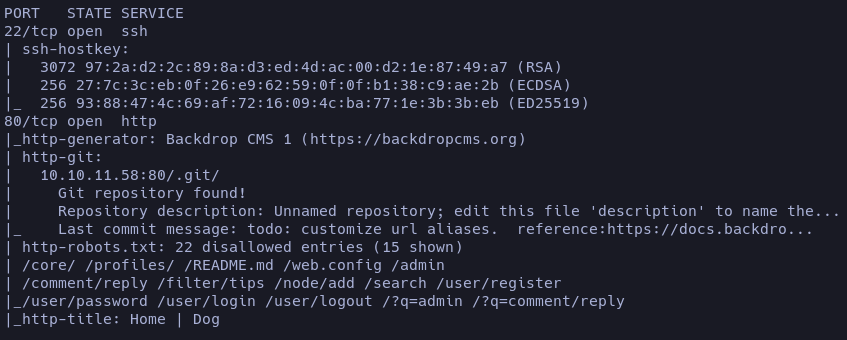 PORT   STATE SERVICE
22/tcp open  ssh
| ssh-hostkey:
|   3072 97:2a:d2:2c:89:8a:d3:ed:4d:ac:00:d2:1e:87:49:a7 (RSA)
|   256 27:7c:3c:eb:0f:26:e9:62:59:0f:0f:b1:38:c9:ae:2b (ECDSA)
|_  256 93:88:47:4c:69:af:72:16:09:4c:ba:77:1e:3b:3b:eb (ED25519)
80/tcp open  http
|_http-generator: Backdrop CMS 1 (https://backdropcms.org)
| http-git:
|   10.10.11.58:80/.git/
|     Git repository found!
|     Repository description: Unnamed repository; edit this file 'description' to name the...
|_    Last commit message: todo: customize url aliases.  reference:https://docs.backdro...
| http-robots.txt: 22 disallowed entries (15 shown)
| /core/ /profiles/ /README.md /web.config /admin
| /comment/reply /filter/tips /node/add /search /user/register
|_/user/password /user/login /user/logout /?q=admin /?q=comment/reply
|_http-title: Home | Dog